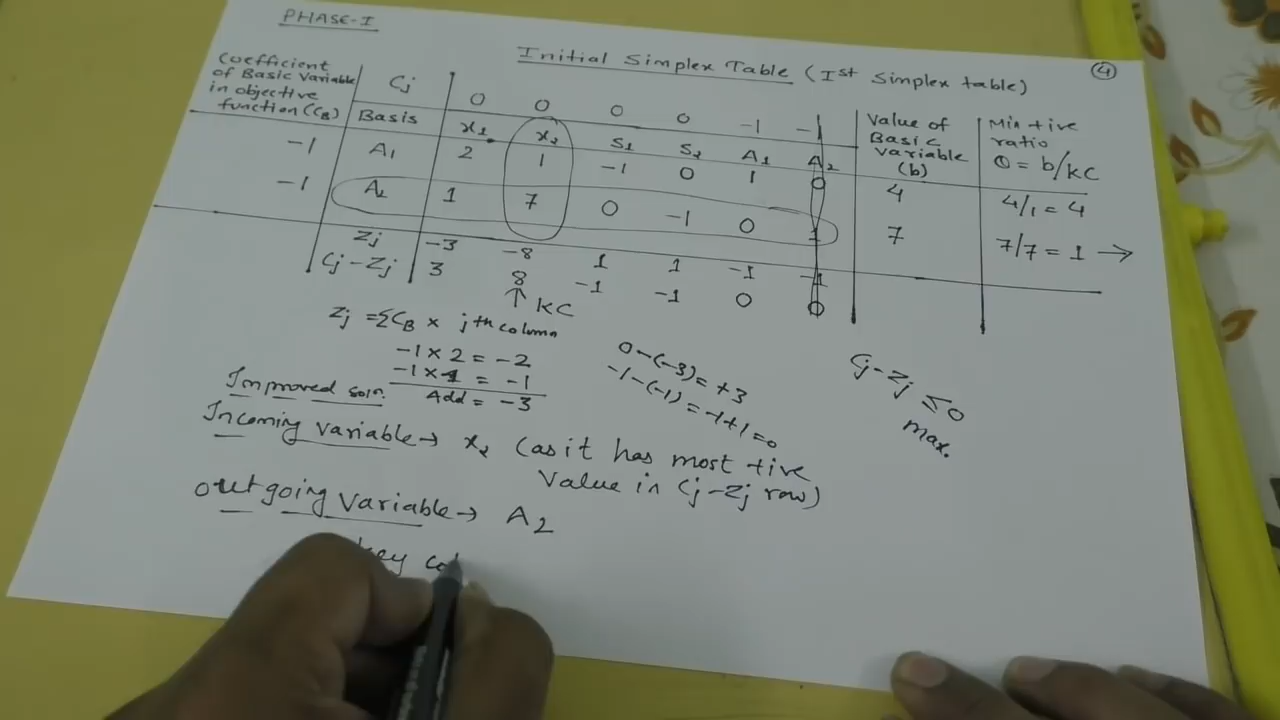 PHASE-I
Initial Simplex Table (Ist Simplex table)
4
Coefficient of Basic Variable in objective function (CB) | Cj | 0 0 0 0 -1 -1 | Value of Basic Variable (b) | Min +ive ratio θ = b/KC
Basis | x1 x2 S1 S2 A1 A2
-1 | A1 | 2 1 -1 0 1 0 | 4 | 4/1 = 4
-1 | A2 | 1 7 0 -1 0 1 | 7 | 7/7 = 1 →
Zj | -3 -8 1 1 -1 -1
Cj-Zj | 3 8 -1 -1 0 0
↑ KC
Zj = ΣCB × jth column
-1 × 2 = -2
-1 × 1 = -1
Add = -3
0-(-3) = +3
-1-(-1) = -1+1 = 0
Cj-Zj ≤ 0
max.
Improved soln.
Incoming variable → x2 (as it has most +ive
Value in Cj-Zj row)
outgoing variable → A2
key co